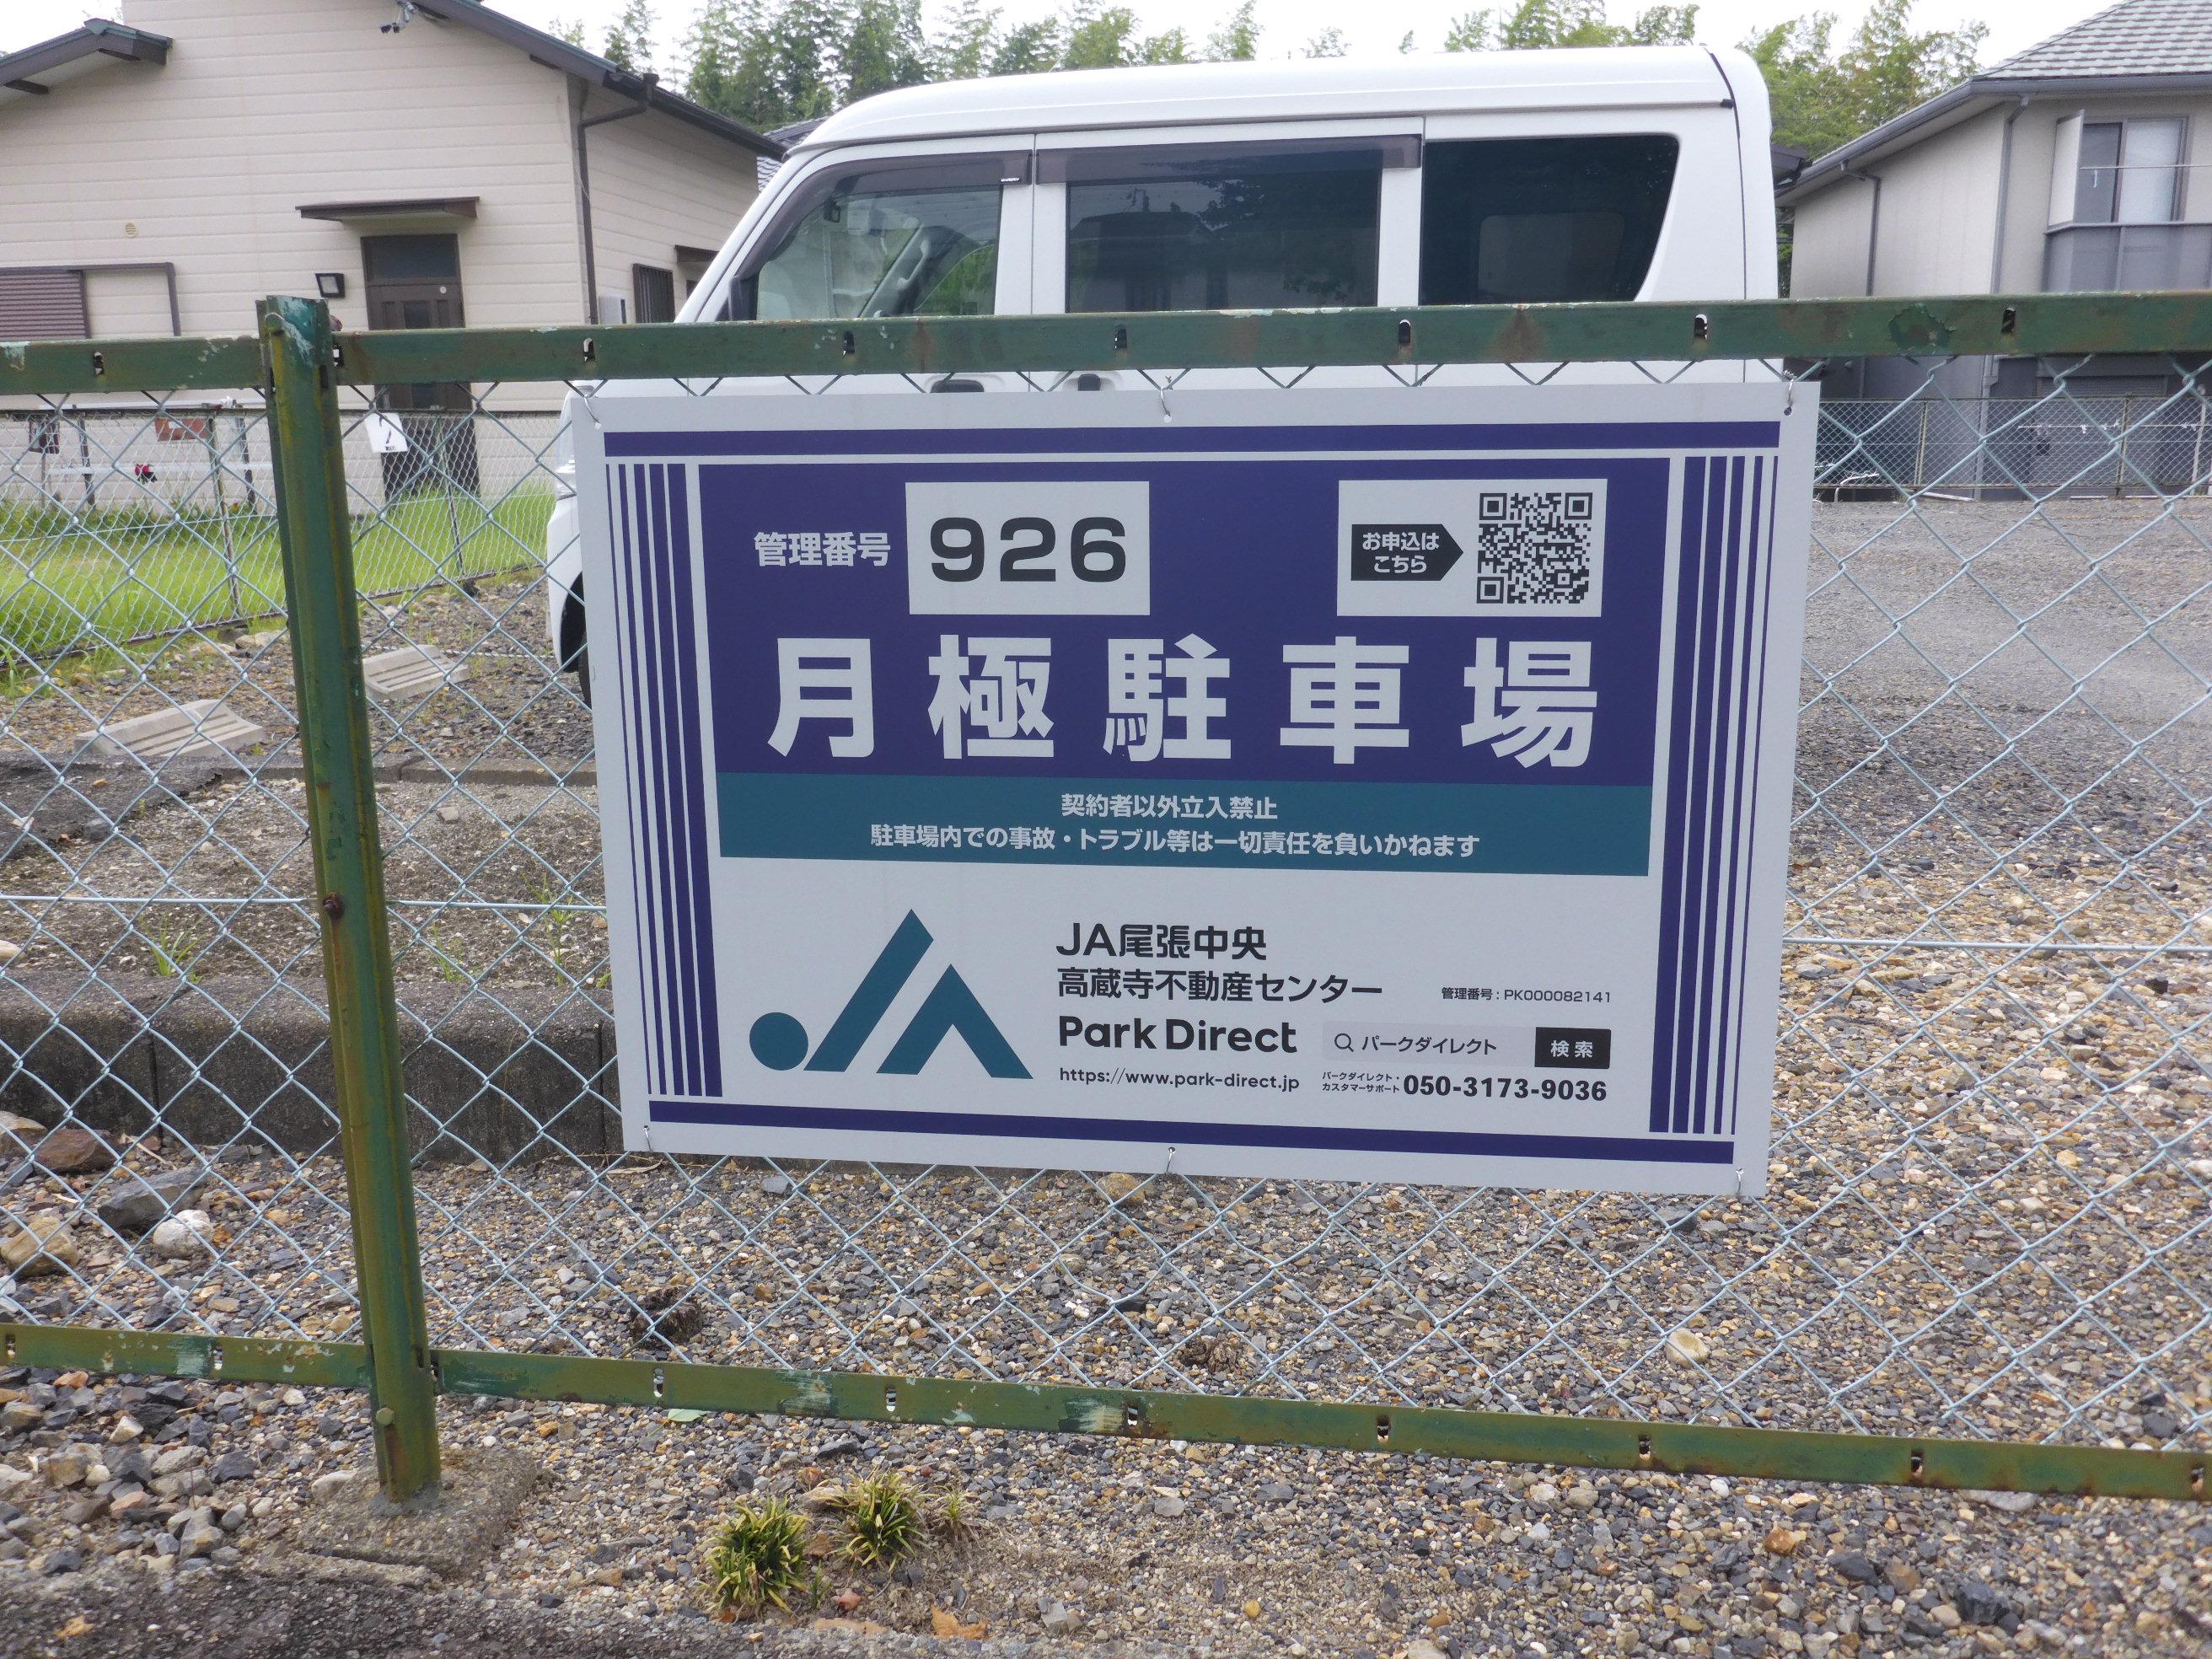 管理番号 926
お申込は
こちら
月極駐車場
契約者以外立入禁止
駐車場内での事故・トラブル等は一切責任を負いかねます
JA
JA尾張中央
高蔵寺不動産センター
管理番号：PK000082141
Park Direct
パークダイレクト 検索
https://www.park-direct.jp
パークダイレクト・
カスタマーサポート 050-3173-9036